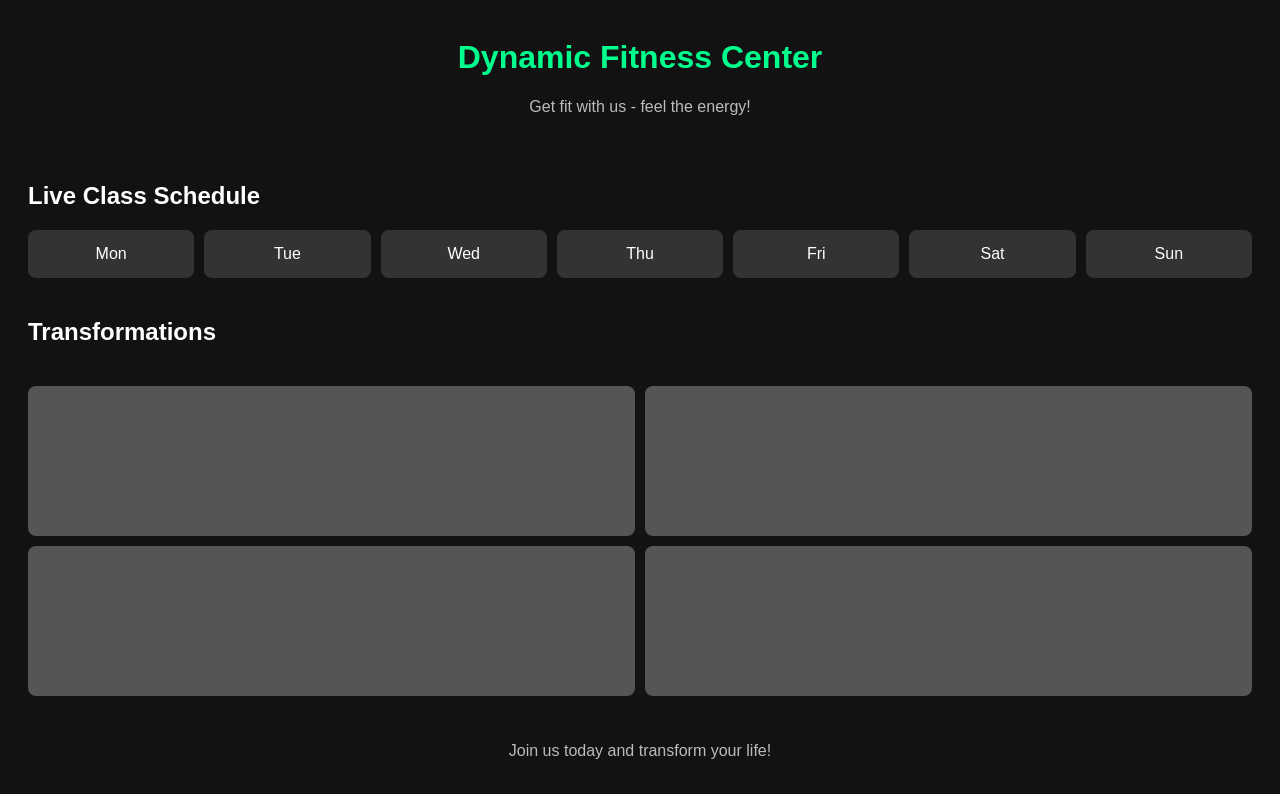 Dynamic Fitness Center
Get fit with us - feel the energy!
Live Class Schedule
Mon Tue Wed Thu Fri Sat Sun
Transformations
Join us today and transform your life!